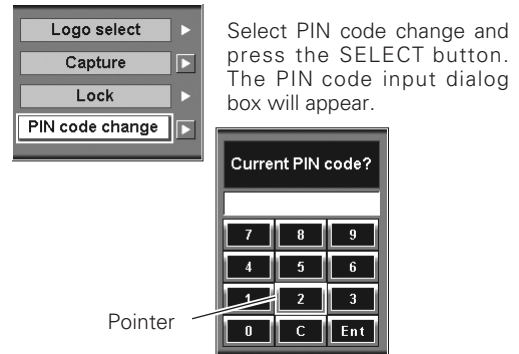 Logo select
Capture
Lock
PIN code change
Select PIN code change and
press the SELECT button.
The PIN code input dialog
box will appear.
Current PIN code?
7 8 9
4 5 6
1 2 3
0 C Ent
Pointer